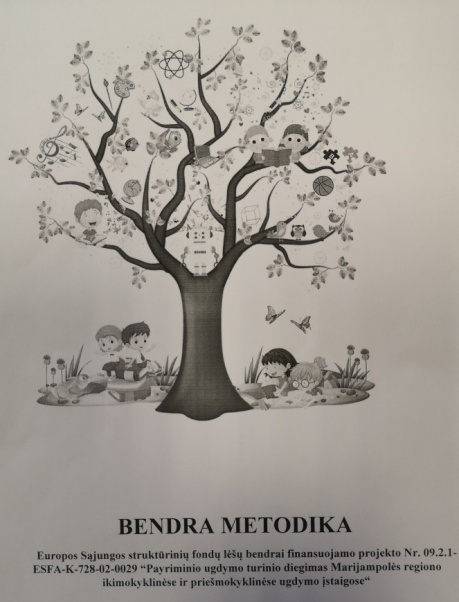 BENDRA METODIKA
Europos Sąjungos struktūrinių fondų lėšų bendrai finansuojamo projekto Nr. 09.2.1-
ESFA-K-728-02-0029 “Payriminio ugdymo turinio diegimas Marijampolės regiono
ikimokyklinėse ir priešmokyklinėse ugdymo įstaigose“